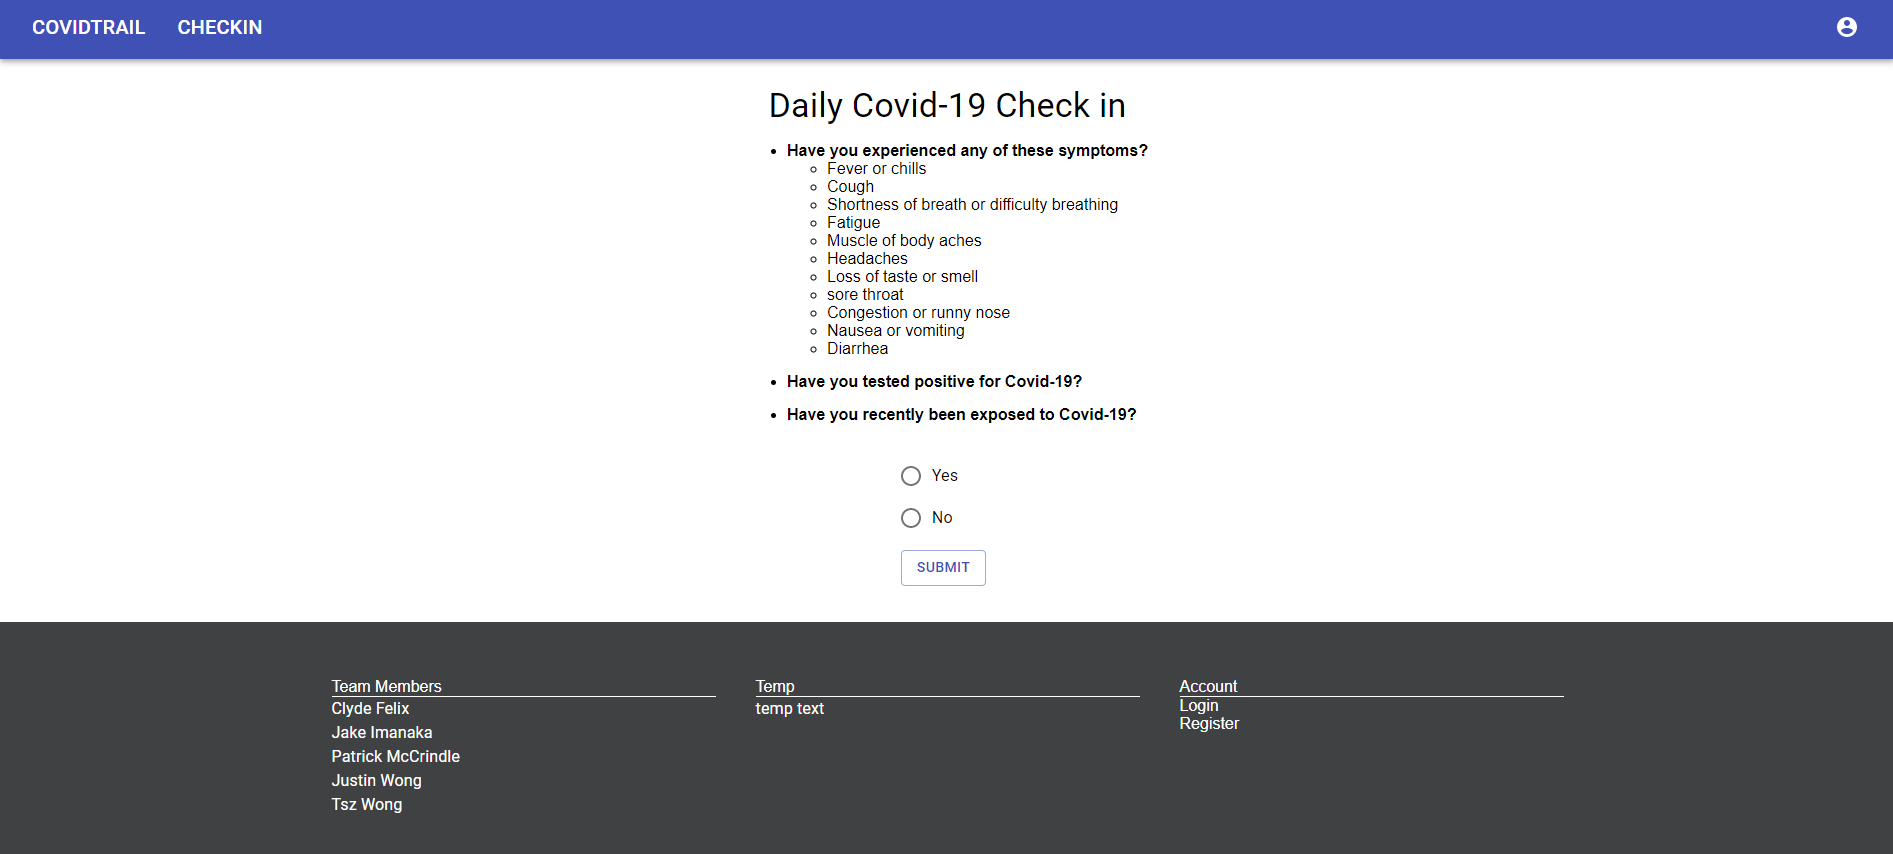 COVIDTRAIL CHECKIN
Daily Covid-19 Check in
Have you experienced any of these symptoms?
Fever or chills
Cough
Shortness of breath or difficulty breathing
Fatigue
Muscle of body aches
Headaches
Loss of taste or smell
sore throat
Congestion or runny nose
Nausea or vomiting
Diarrhea
Have you tested positive for Covid-19?
Have you recently been exposed to Covid-19?
Yes
No
SUBMIT
Team Members
Clyde Felix
Jake Imanaka
Patrick McCrindle
Justin Wong
Tsz Wong
Temp
temp text
Account
Login
Register